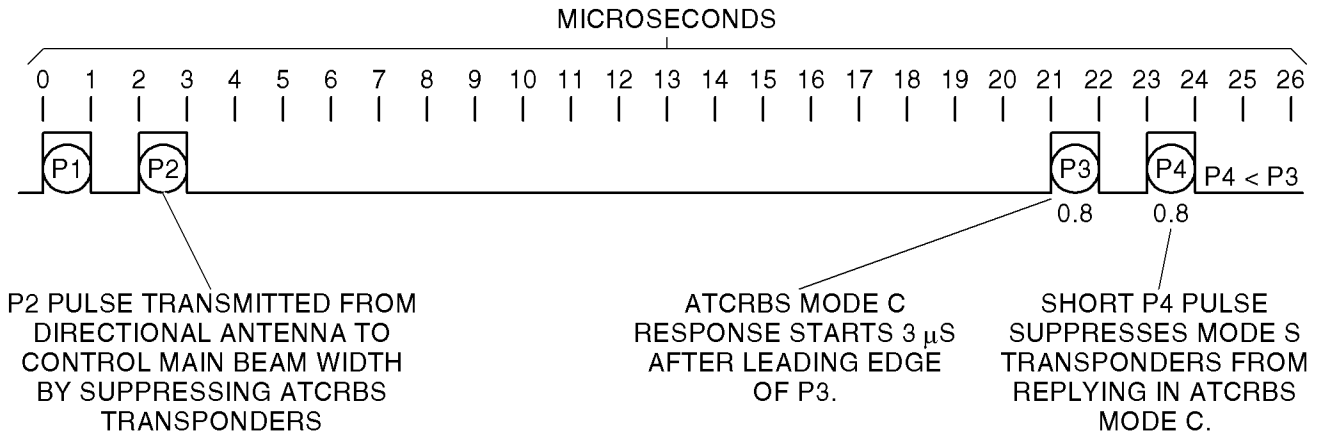 MICROSECONDS
0 1 2 3 4 5 6 7 8 9 10 11 12 13 14 15 16 17 18 19 20 21 22 23 24 25 26
P1 P2 P3 P4 P4 < P3
0.8 0.8
P2 PULSE TRANSMITTED FROM
DIRECTIONAL ANTENNA TO
CONTROL MAIN BEAM WIDTH
BY SUPPRESSING ATCRBS
TRANSPONDERS
ATCRBS MODE C
RESPONSE STARTS 3 μS
AFTER LEADING EDGE
OF P3.
SHORT P4 PULSE
SUPPRESSES MODE S
TRANSPONDERS FROM
REPLYING IN ATCRBS
MODE C.